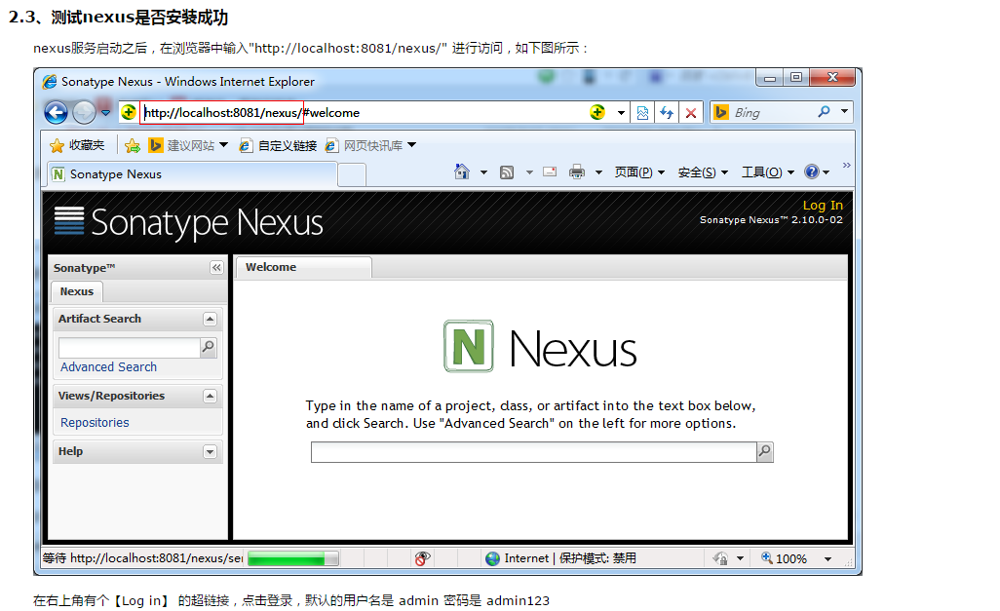 2.3、测试nexus是否安装成功
nexus服务启动之后，在浏览器中输入"http://localhost:8081/nexus/" 进行访问，如下图所示：
Sonatype Nexus - Windows Internet Explorer
http://localhost:8081/nexus/#welcome
Bing
收藏夹 建议网站 自定义链接 网页快讯库
Sonatype Nexus 页面(P) 安全(S) 工具(O)
Log In
Sonatype Nexus
Sonatype Nexus™ 2.10.0-02
Sonatype™
Welcome
Nexus
Artifact Search
Advanced Search
Views/Repositories
Repositories
Help
N Nexus
Type in the name of a project, class, or artifact into the text box below,
and click Search. Use "Advanced Search" on the left for more options.
等待 http://localhost:8081/nexus/ser Internet | 保护模式: 禁用 100%
在右上角有个【Log in】 的超链接，点击登录，默认的用户名是 admin 密码是 admin123